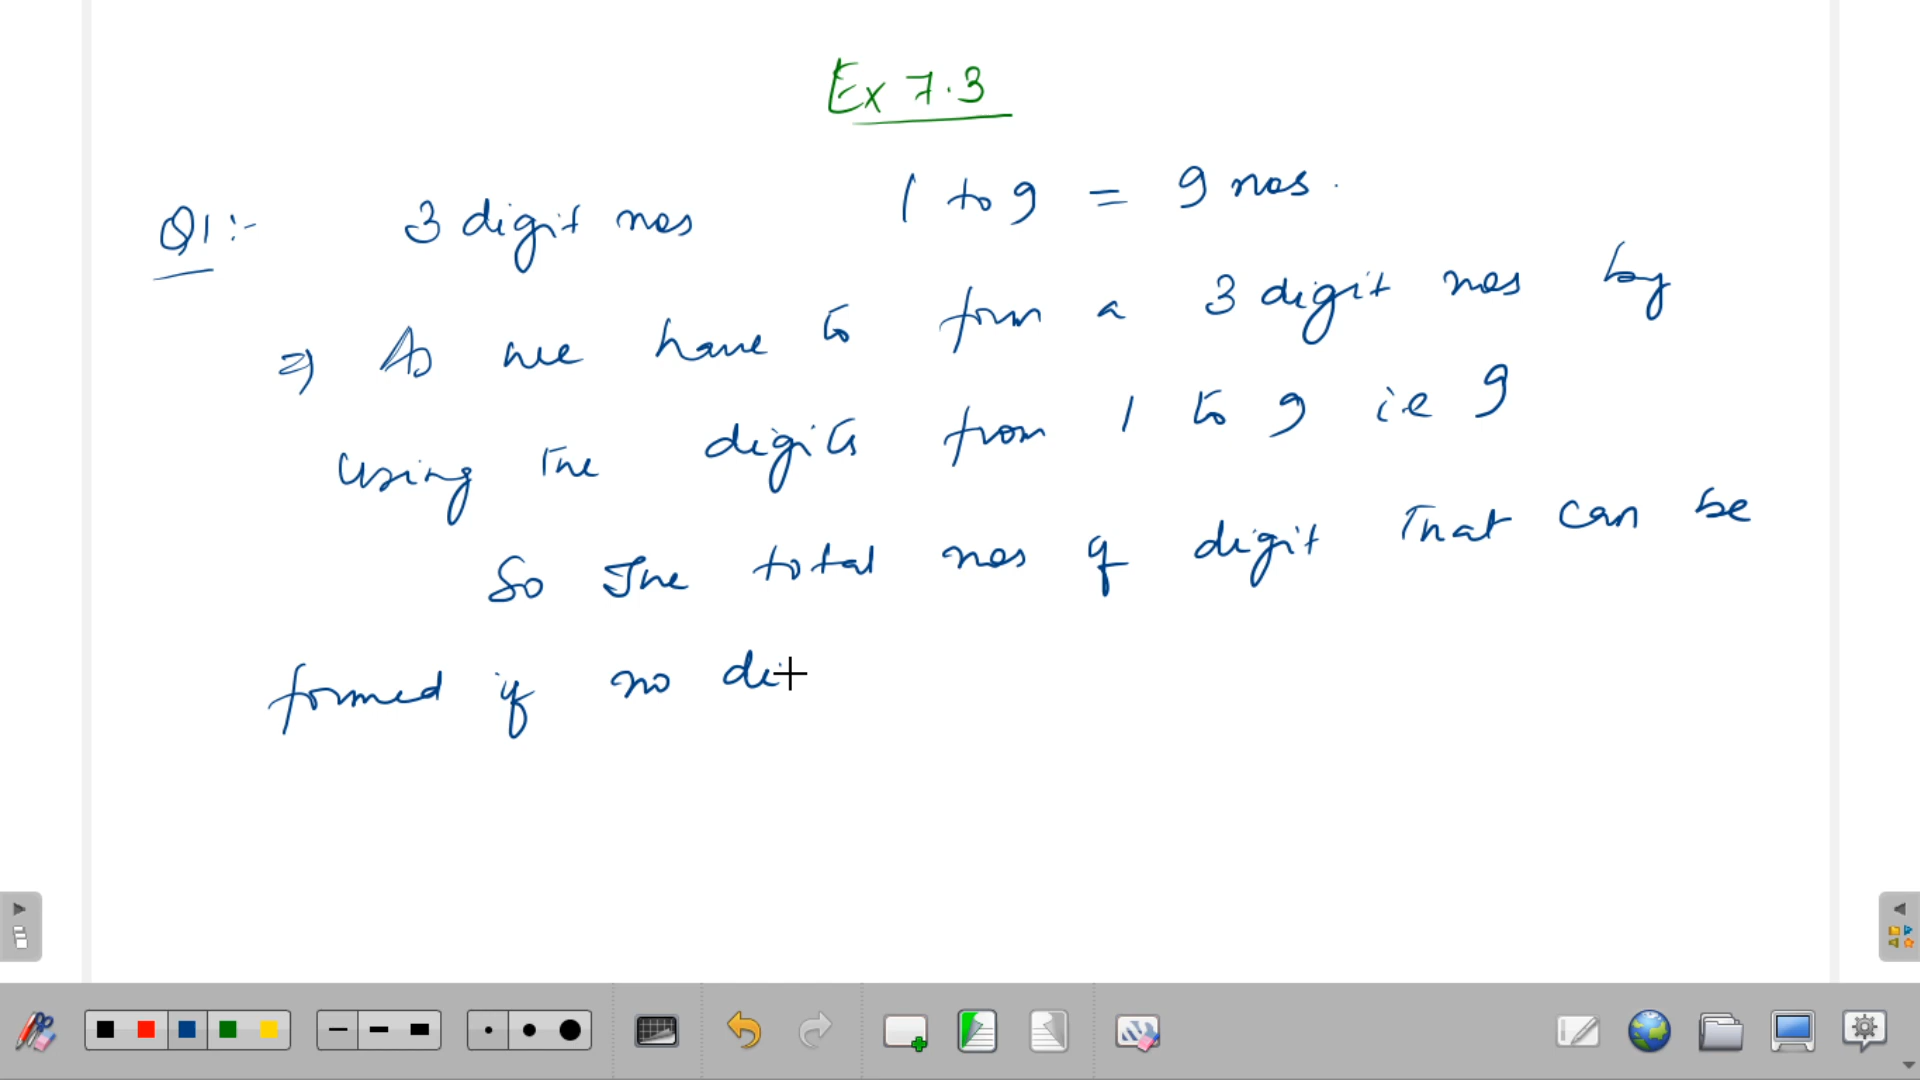 Ex 7.3
Q1:- 3 digit nos 1 to 9 = 9 nos.
⇒ As we have to form a 3 digit nos by
using the digits from 1 to 9 ie 9
So The total nos of digit that can be
formed if no di